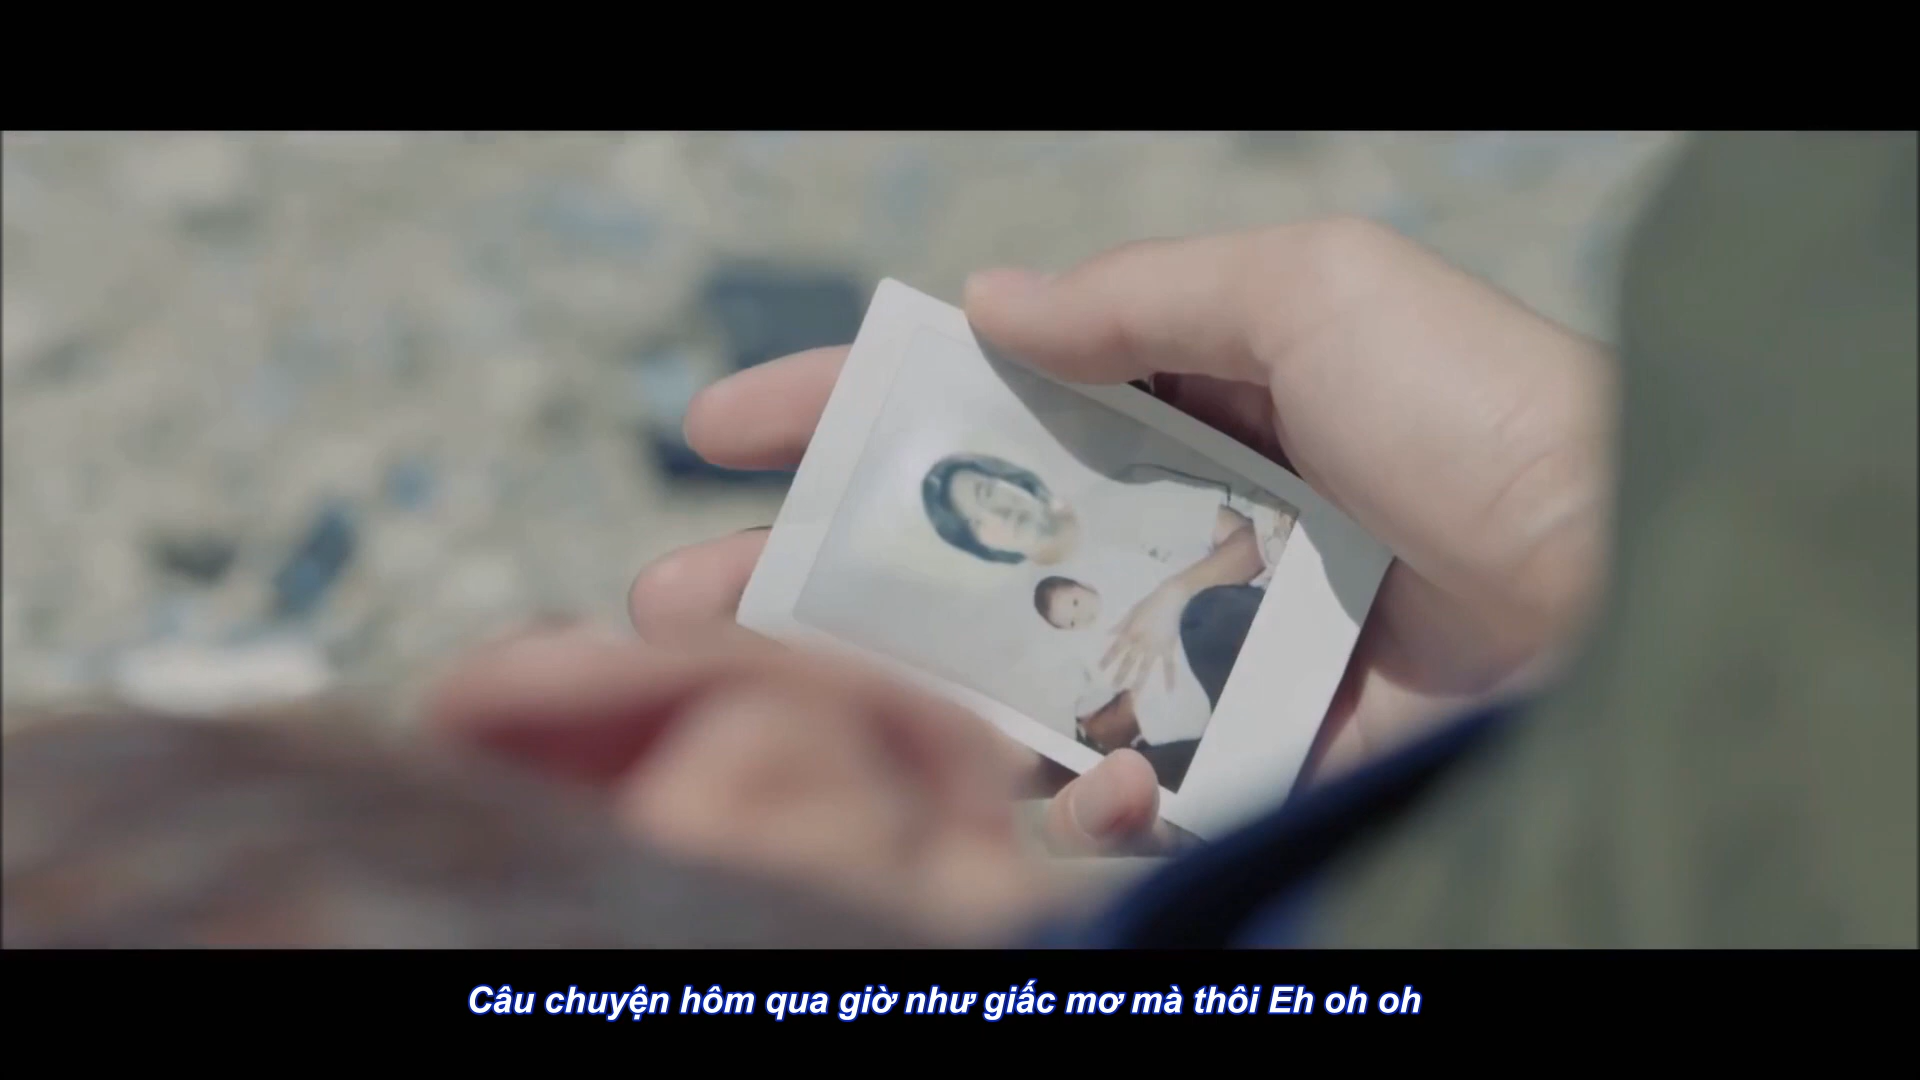 Câu chuyện hôm qua giờ như giấc mơ mà thôi Eh oh oh